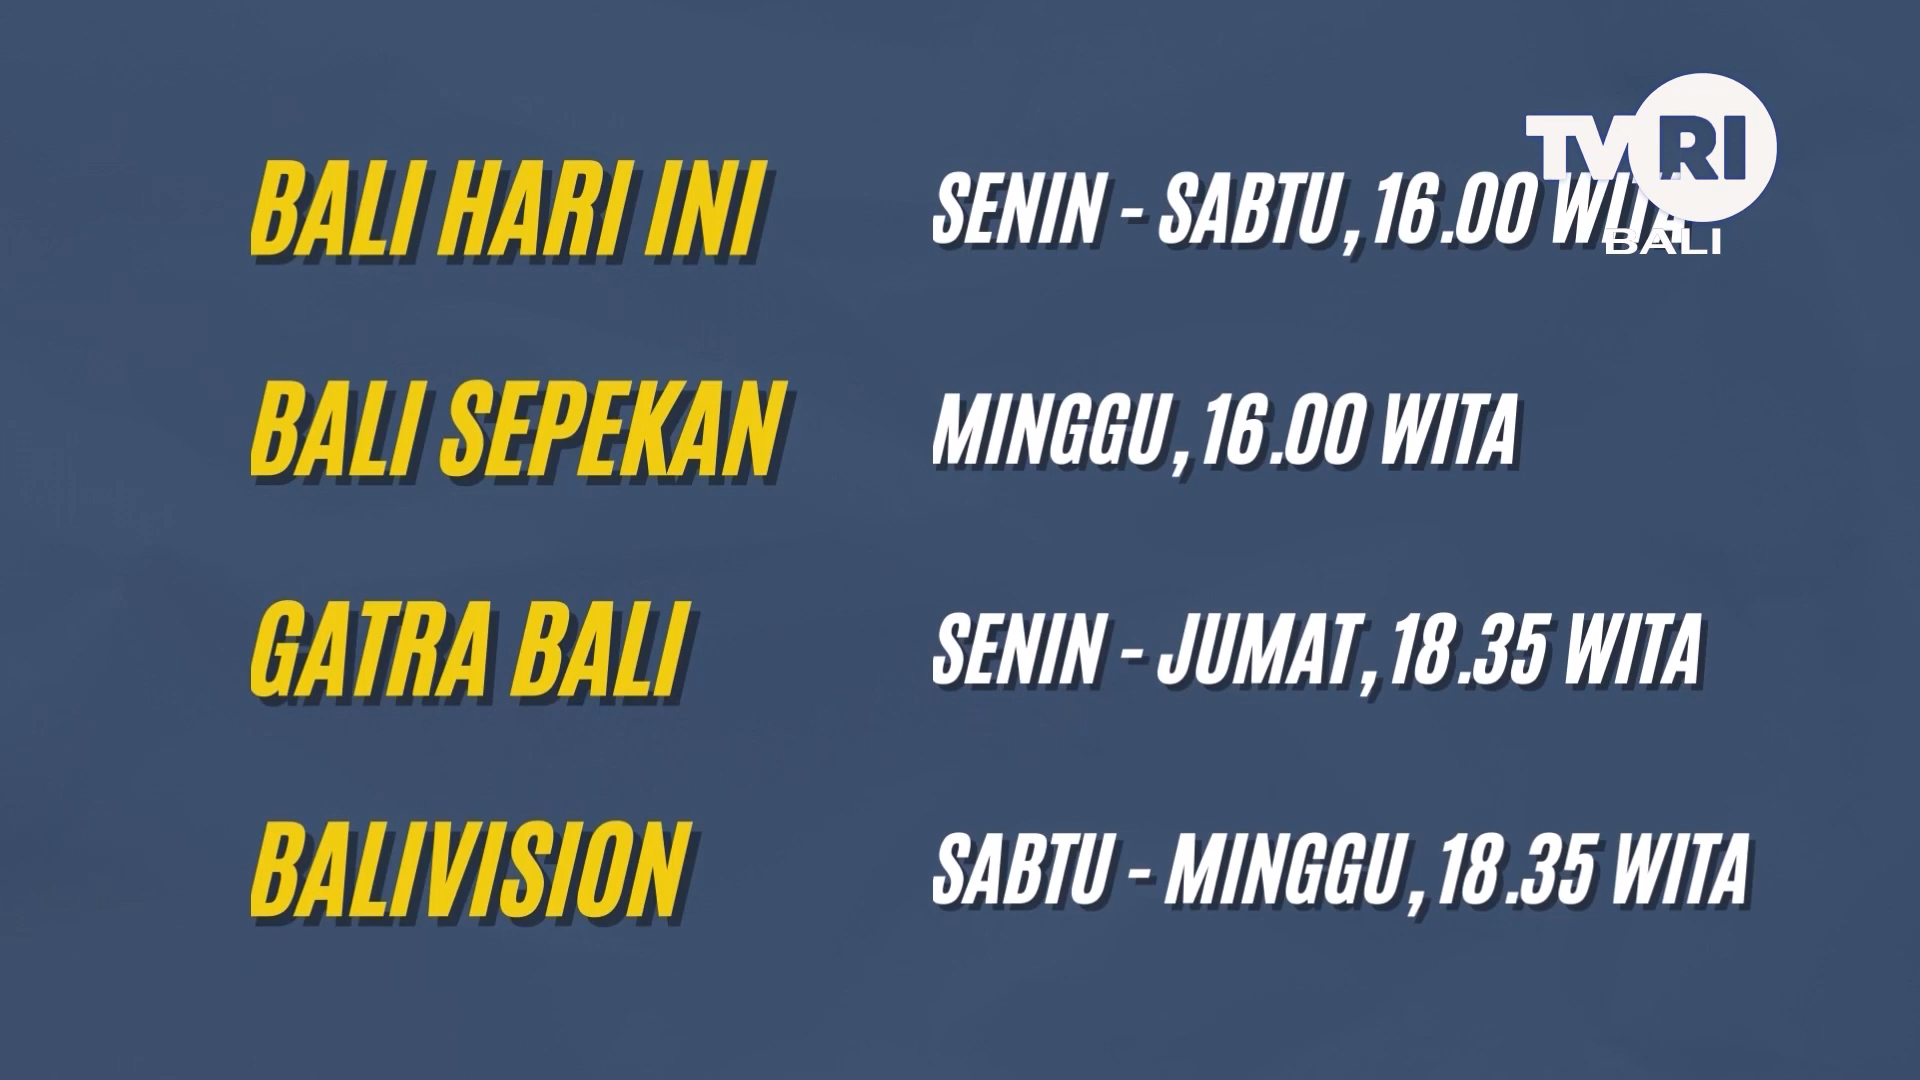 TVRI
BALI
BALI HARI INI
SENIN - SABTU, 16.00 WITA
BALI SEPEKAN
MINGGU, 16.00 WITA
GATRA BALI
SENIN - JUMAT, 18.35 WITA
BALIVISION
SABTU - MINGGU, 18.35 WITA